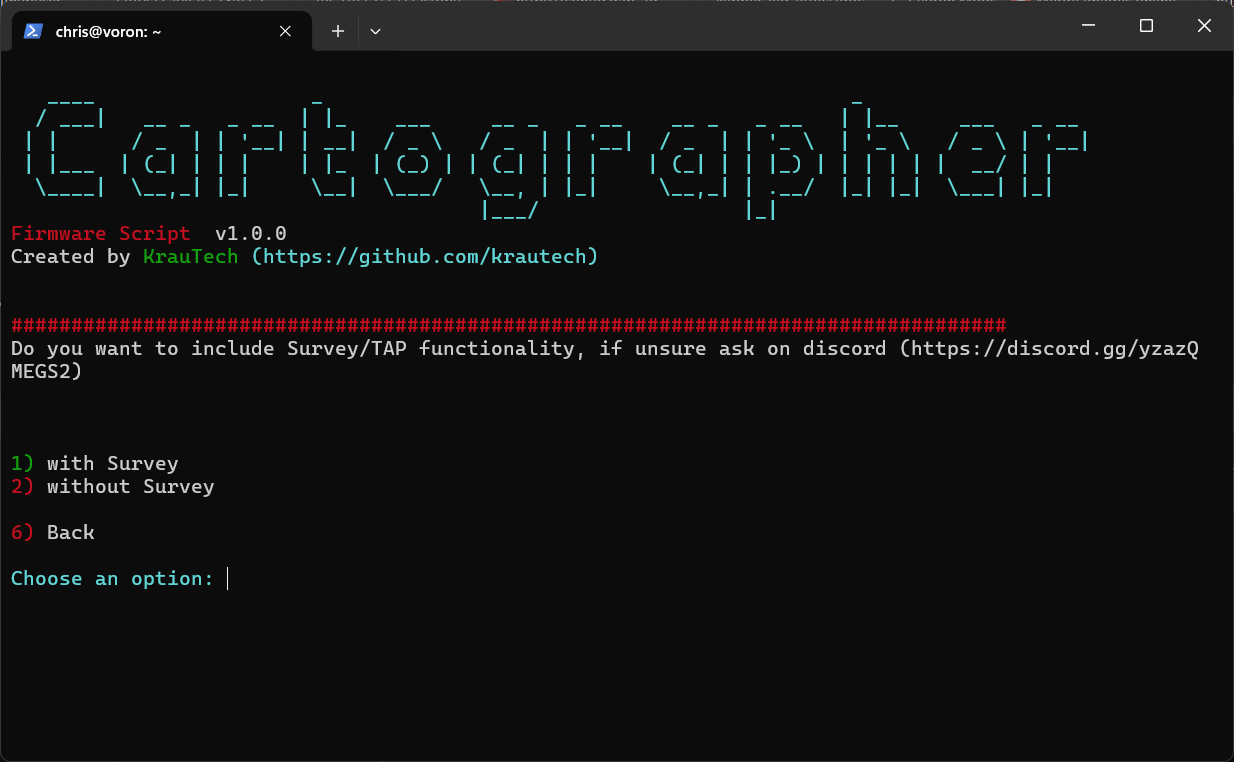 chris@voron: ~
Cartographer
Firmware Script v1.0.0
Created by KrauTech (https://github.com/krautech)
###################################################################################
Do you want to include Survey/TAP functionality, if unsure ask on discord (https://discord.gg/yzazQ
MEGS2)
1) with Survey
2) without Survey
6) Back
Choose an option: